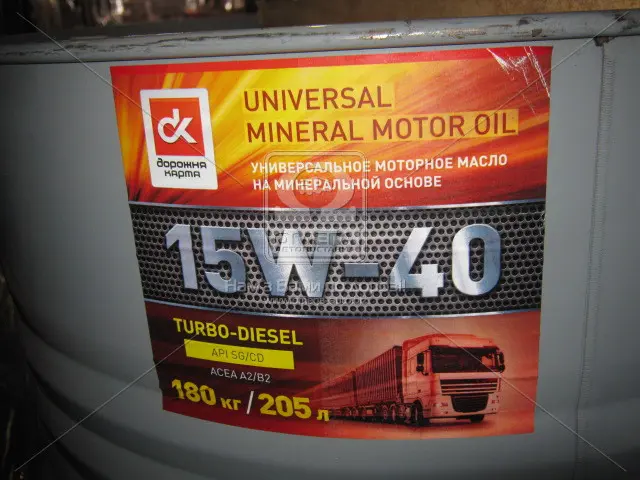 UNIVERSAL
MINERAL MOTOR OIL
дорожня
карта
УНИВЕРСАЛЬНОЕ МОТОРНОЕ МАСЛО
НА МИНЕРАЛЬНОЙ ОСНОВЕ
15W-40
TURBO-DIESEL
API SG/CD
ACEA A2/B2
180 кг / 205 л